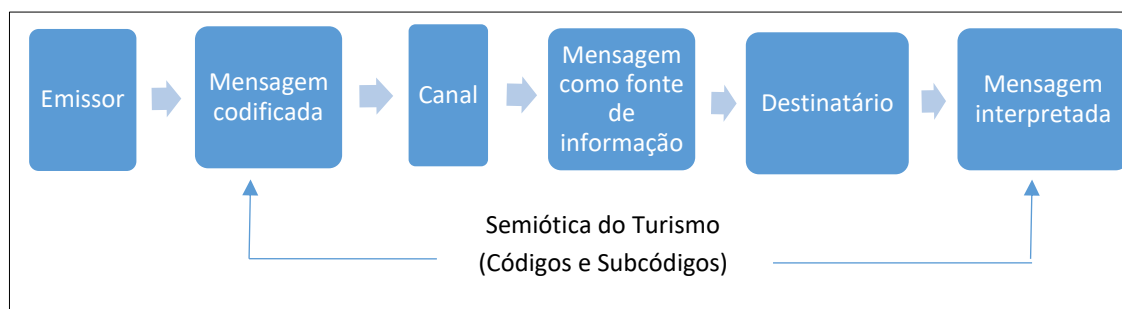 Emissor
Mensagem
codificada
Canal
Mensagem
como fonte
de
informação
Destinatário
Mensagem
interpretada
Semiótica do Turismo
(Códigos e Subcódigos)